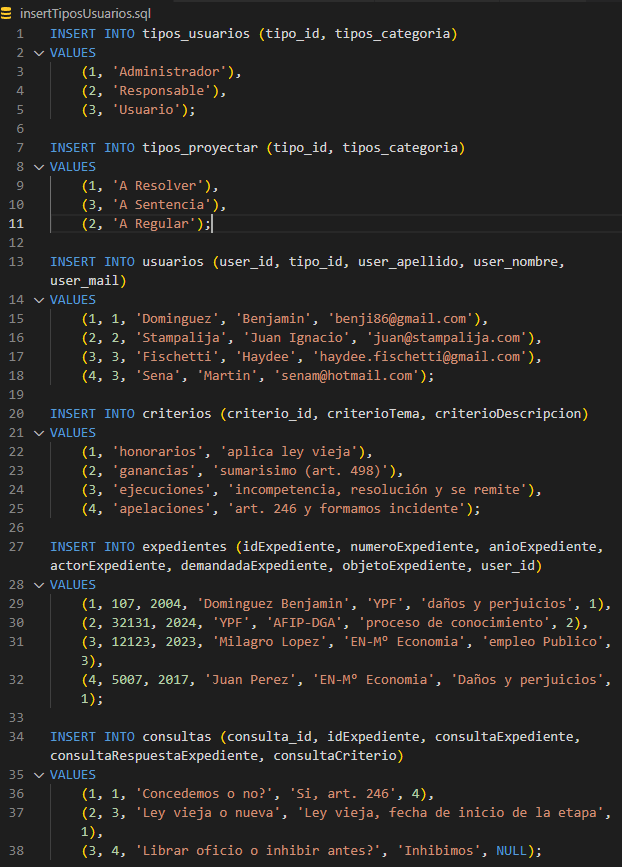 insertTiposUsuarios.sql
1 INSERT INTO tipos_usuarios (tipo_id, tipos_categoria)
2 VALUES
3 (1, 'Administrador'),
4 (2, 'Responsable'),
5 (3, 'Usuario');
6
7 INSERT INTO tipos_proyectar (tipo_id, tipos_categoria)
8 VALUES
9 (1, 'A Resolver'),
10 (3, 'A Sentencia'),
11 (2, 'A Regular');
12
13 INSERT INTO usuarios (user_id, tipo_id, user_apellido, user_nombre,
user_mail)
14 VALUES
15 (1, 1, 'Dominguez', 'Benjamin', 'benji86@gmail.com'),
16 (2, 2, 'Stampalija', 'Juan Ignacio', 'juan@stampalija.com'),
17 (3, 3, 'Fischetti', 'Haydee', 'haydee.fischetti@gmail.com'),
18 (4, 3, 'Sena', 'Martin', 'senam@hotmail.com');
19
20 INSERT INTO criterios (criterio_id, criterioTema, criterioDescripcion)
21 VALUES
22 (1, 'honorarios', 'aplica ley vieja'),
23 (2, 'ganancias', 'sumarisimo (art. 498)'),
24 (3, 'ejecuciones', 'incompetencia, resolución y se remite'),
25 (4, 'apelaciones', 'art. 246 y formamos incidente');
26
27 INSERT INTO expedientes (idExpediente, numeroExpediente, anioExpediente,
actorExpediente, demandadaExpediente, objetoExpediente, user_id)
28 VALUES
29 (1, 107, 2004, 'Dominguez Benjamin', 'YPF', 'daños y perjuicios', 1),
30 (2, 32131, 2024, 'YPF', 'AFIP-DGA', 'proceso de conocimiento', 2),
31 (3, 12123, 2023, 'Milagro Lopez', 'EN-Mº Economia', 'empleo Publico',
3),
32 (4, 5007, 2017, 'Juan Perez', 'EN-Mº Economia', 'Daños y perjuicios',
1);
33
34 INSERT INTO consultas (consulta_id, idExpediente, consultaExpediente,
consultaRespuestaExpediente, consultaCriterio)
35 VALUES
36 (1, 1, 'Concedemos o no?', 'Si, art. 246', 4),
37 (2, 3, 'Ley vieja o nueva', 'Ley vieja, fecha de inicio de la etapa',
1),
38 (3, 4, 'Librar oficio o inhibir antes?', 'Inhibimos', NULL);